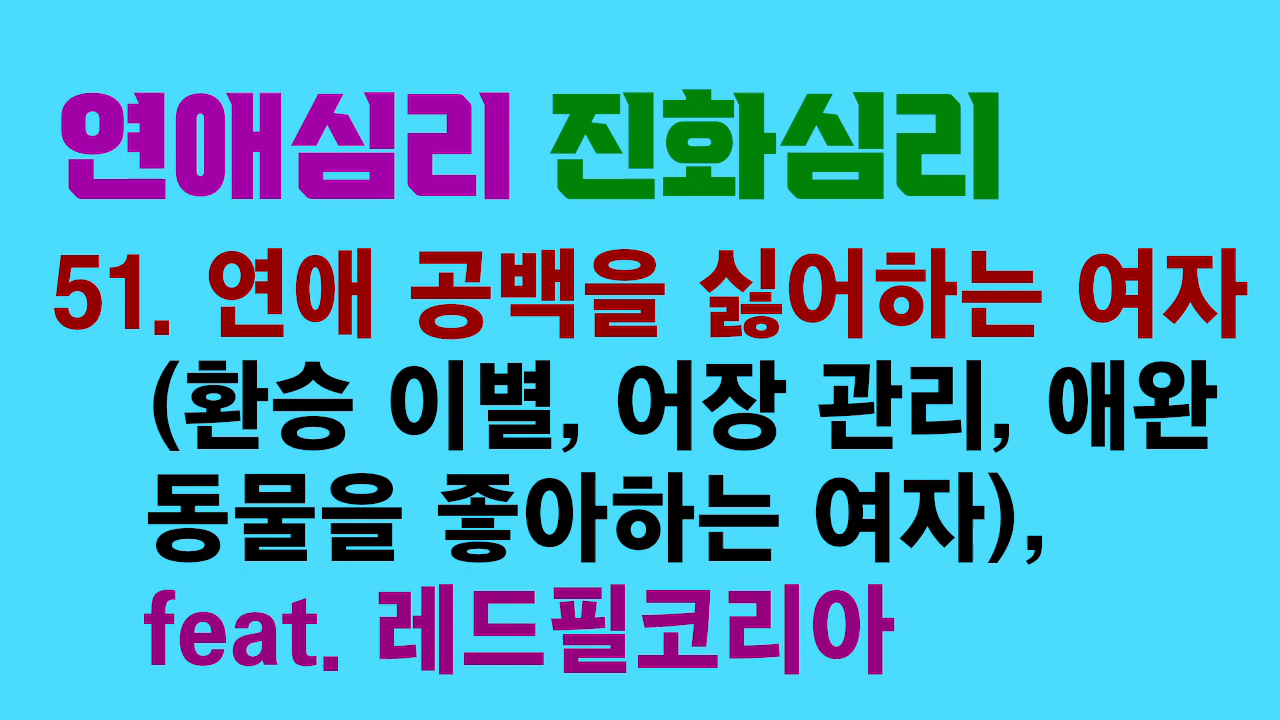 연애심리 진화심리
51. 연애 공백을 싫어하는 여자
(환승 이별, 어장 관리, 애완
동물을 좋아하는 여자),
feat. 레드필코리아